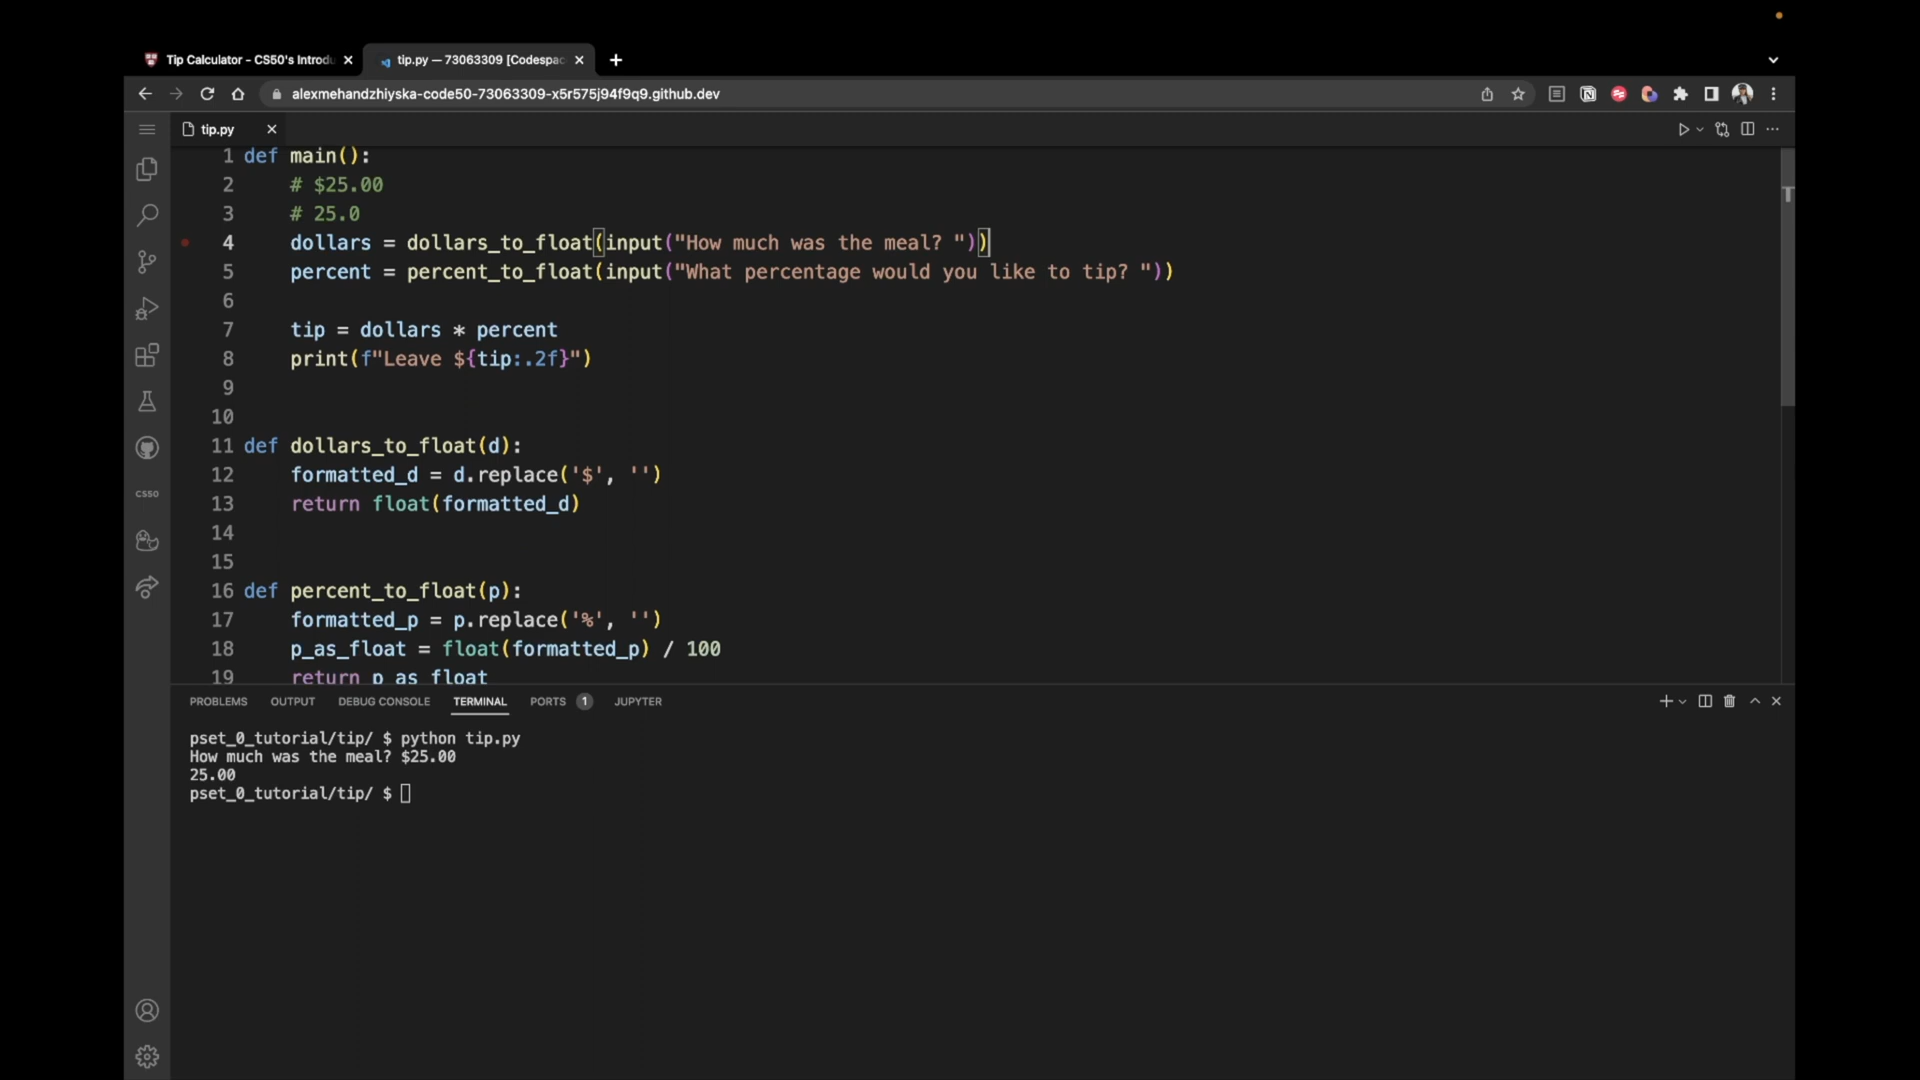 Tip Calculator - CS50's Introdu
tip.py — 73063309 [Codespac
alexmehandzhiyska-code50-73063309-x5r575j94f9q9.github.dev
tip.py
1 def main():
2 # $25.00
3 # 25.0
4 dollars = dollars_to_float(input("How much was the meal? "))
5 percent = percent_to_float(input("What percentage would you like to tip? "))
6
7 tip = dollars * percent
8 print(f"Leave ${tip:.2f}")
9
10
11 def dollars_to_float(d):
12 formatted_d = d.replace('$', '')
13 return float(formatted_d)
14
15
16 def percent_to_float(p):
17 formatted_p = p.replace('%', '')
18 p_as_float = float(formatted_p) / 100
19 return p_as_float
CS50
PROBLEMS OUTPUT DEBUG CONSOLE TERMINAL PORTS 1 JUPYTER
pset_0_tutorial/tip/ $ python tip.py
How much was the meal? $25.00
25.00
pset_0_tutorial/tip/ $